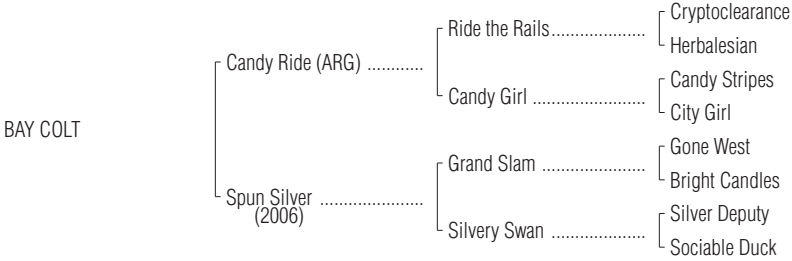 Cryptoclearance
Ride the Rails.....................
Herbalesian
Candy Ride (ARG) ............
Candy Stripes
Candy Girl .........................
City Girl
BAY COLT
Gone West
Grand Slam .......................
Bright Candles
Spun Silver .......................
(2006)
Silver Deputy
Silvery Swan .....................
Sociable Duck